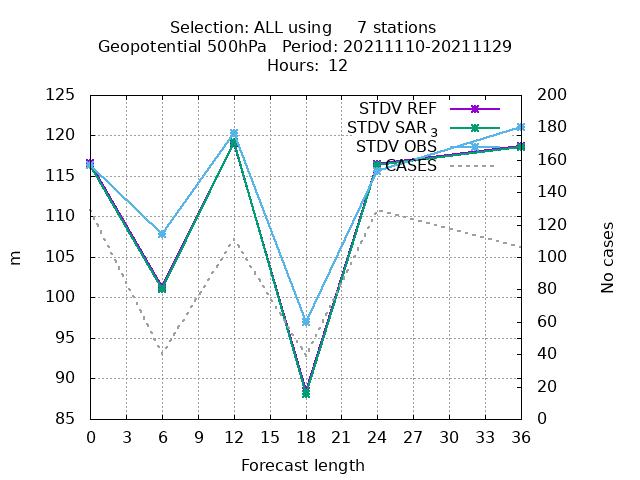 Selection: ALL using     7 stations
Geopotential 500hPa   Period: 20211110-20211129
Hours: 12
125
120
115
110
105
100
95
90
85
200
180
160
140
120
100
80
60
40
20
0
STDV REF
STDV SAR 3
STDV OBS
CASES
m
No cases
0 3 6 9 12 15 18 21 24 27 30 33 36
Forecast length